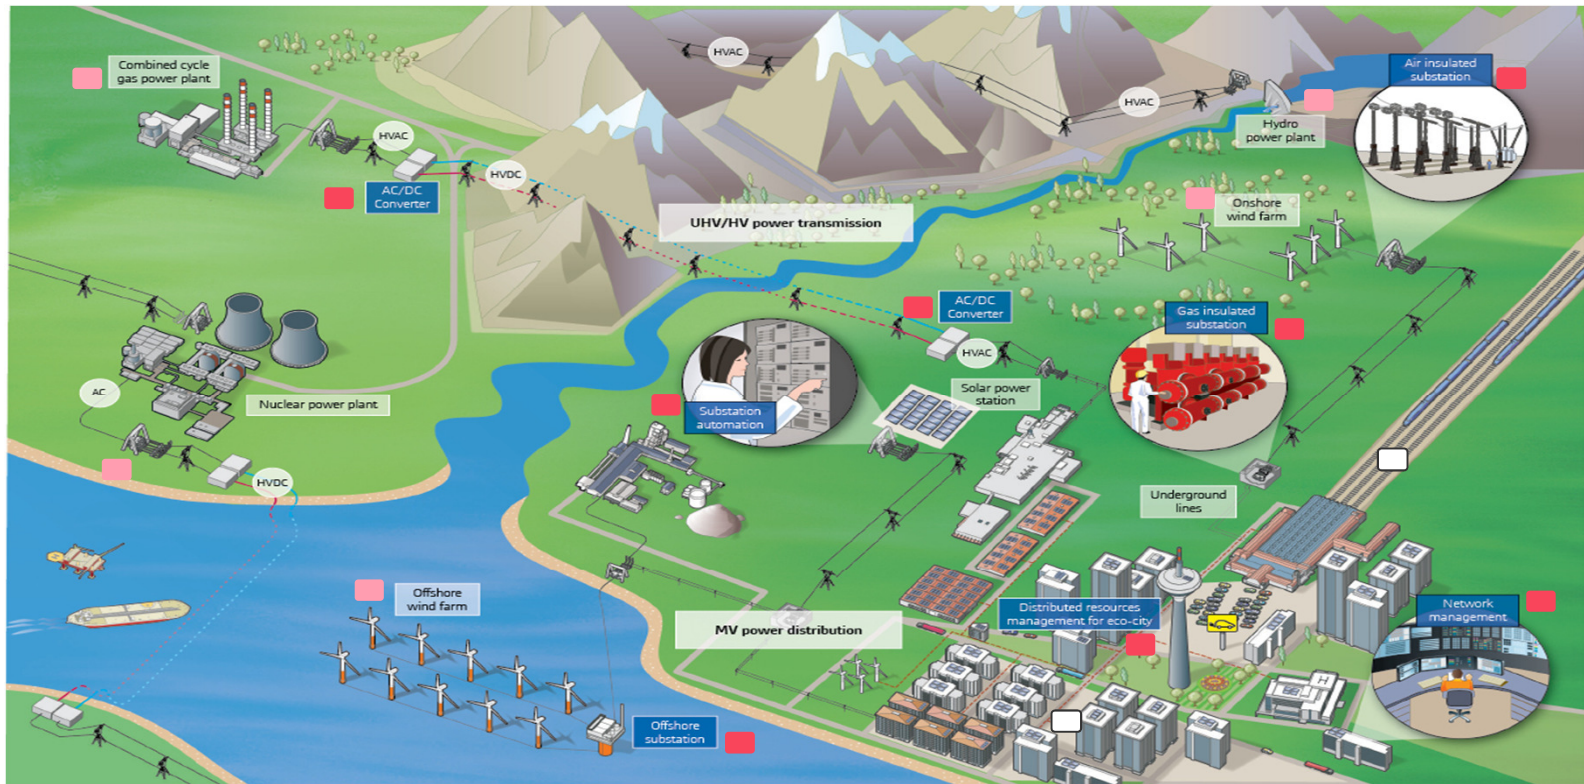 HVAC
Combined cycle
gas power plant
Air insulated
substation
HVAC
HVAC
Hydro
power plant
HVDC
AC/DC
Converter
Onshore
wind farm
UHV/HV power transmission
AC/DC
Converter
Gas insulated
substation
HVAC
AC
Solar power
station
Nuclear power plant
Substation
automation
HVDC
Underground
lines
Offshore
wind farm
Distributed resources
management for eco-city
Network
management
MV power distribution
H
Offshore
substation